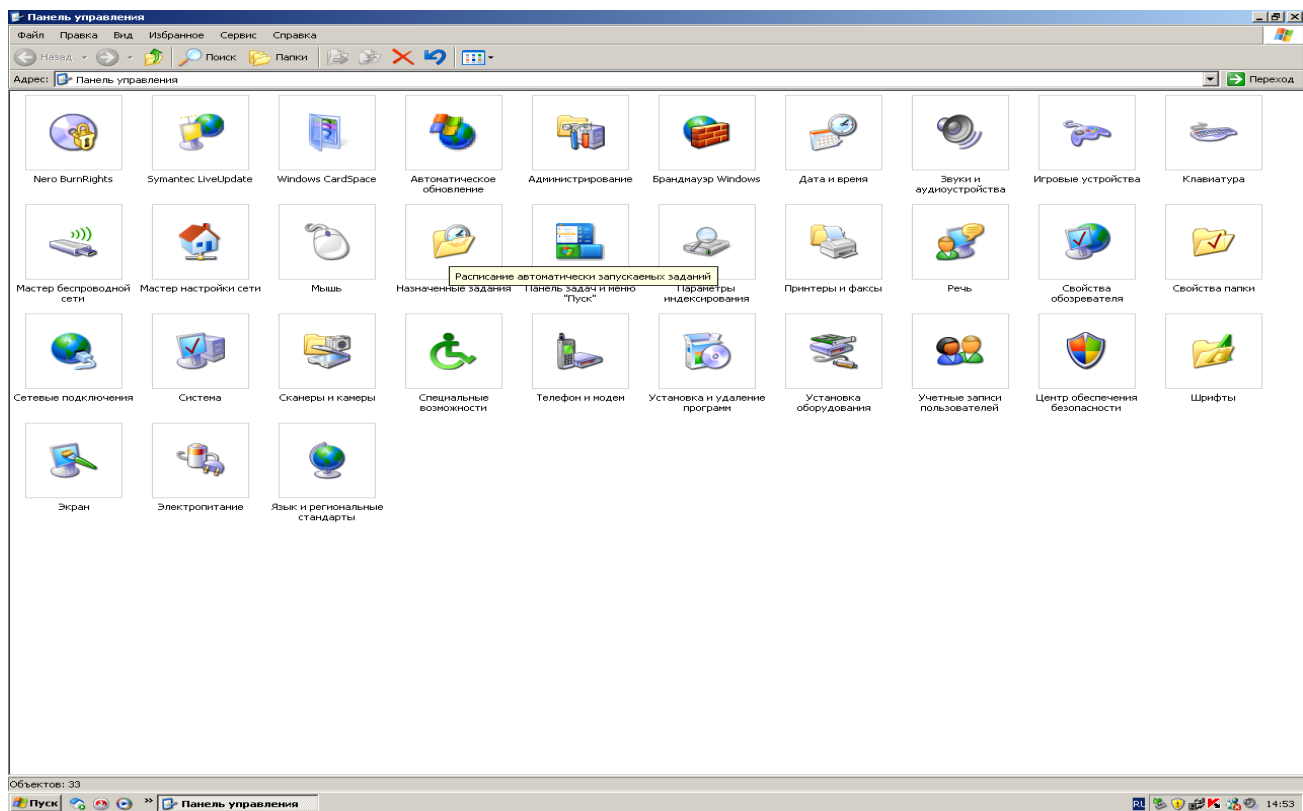 Панель управления
Файл Правка Вид Избранное Сервис Справка
Назад Поиск Папки
Адрес: Панель управления Переход
Nero BurnRights
Symantec LiveUpdate
Windows CardSpace
Автоматическое
обновление
Администрирование
Брандмауэр Windows
Дата и время
Звуки и
аудиоустройства
Игровые устройства
Клавиатура
Мастер беспроводной
сети
Мастер настройки сети
Мышь
Расписание автоматически запускаемых заданий
Назначенные задания
Панель задач и меню
"Пуск"
Параметры
индексирования
Принтеры и факсы
Речь
Свойства
обозревателя
Свойства папки
Сетевые подключения
Система
Сканеры и камеры
Специальные
возможности
Телефон и модем
Установка и удаление
программ
Установка
оборудования
Учетные записи
пользователей
Центр обеспечения
безопасности
Шрифты
Экран
Электропитание
Язык и региональные
стандарты
Объектов: 33
Пуск » Панель управления RU 14:53